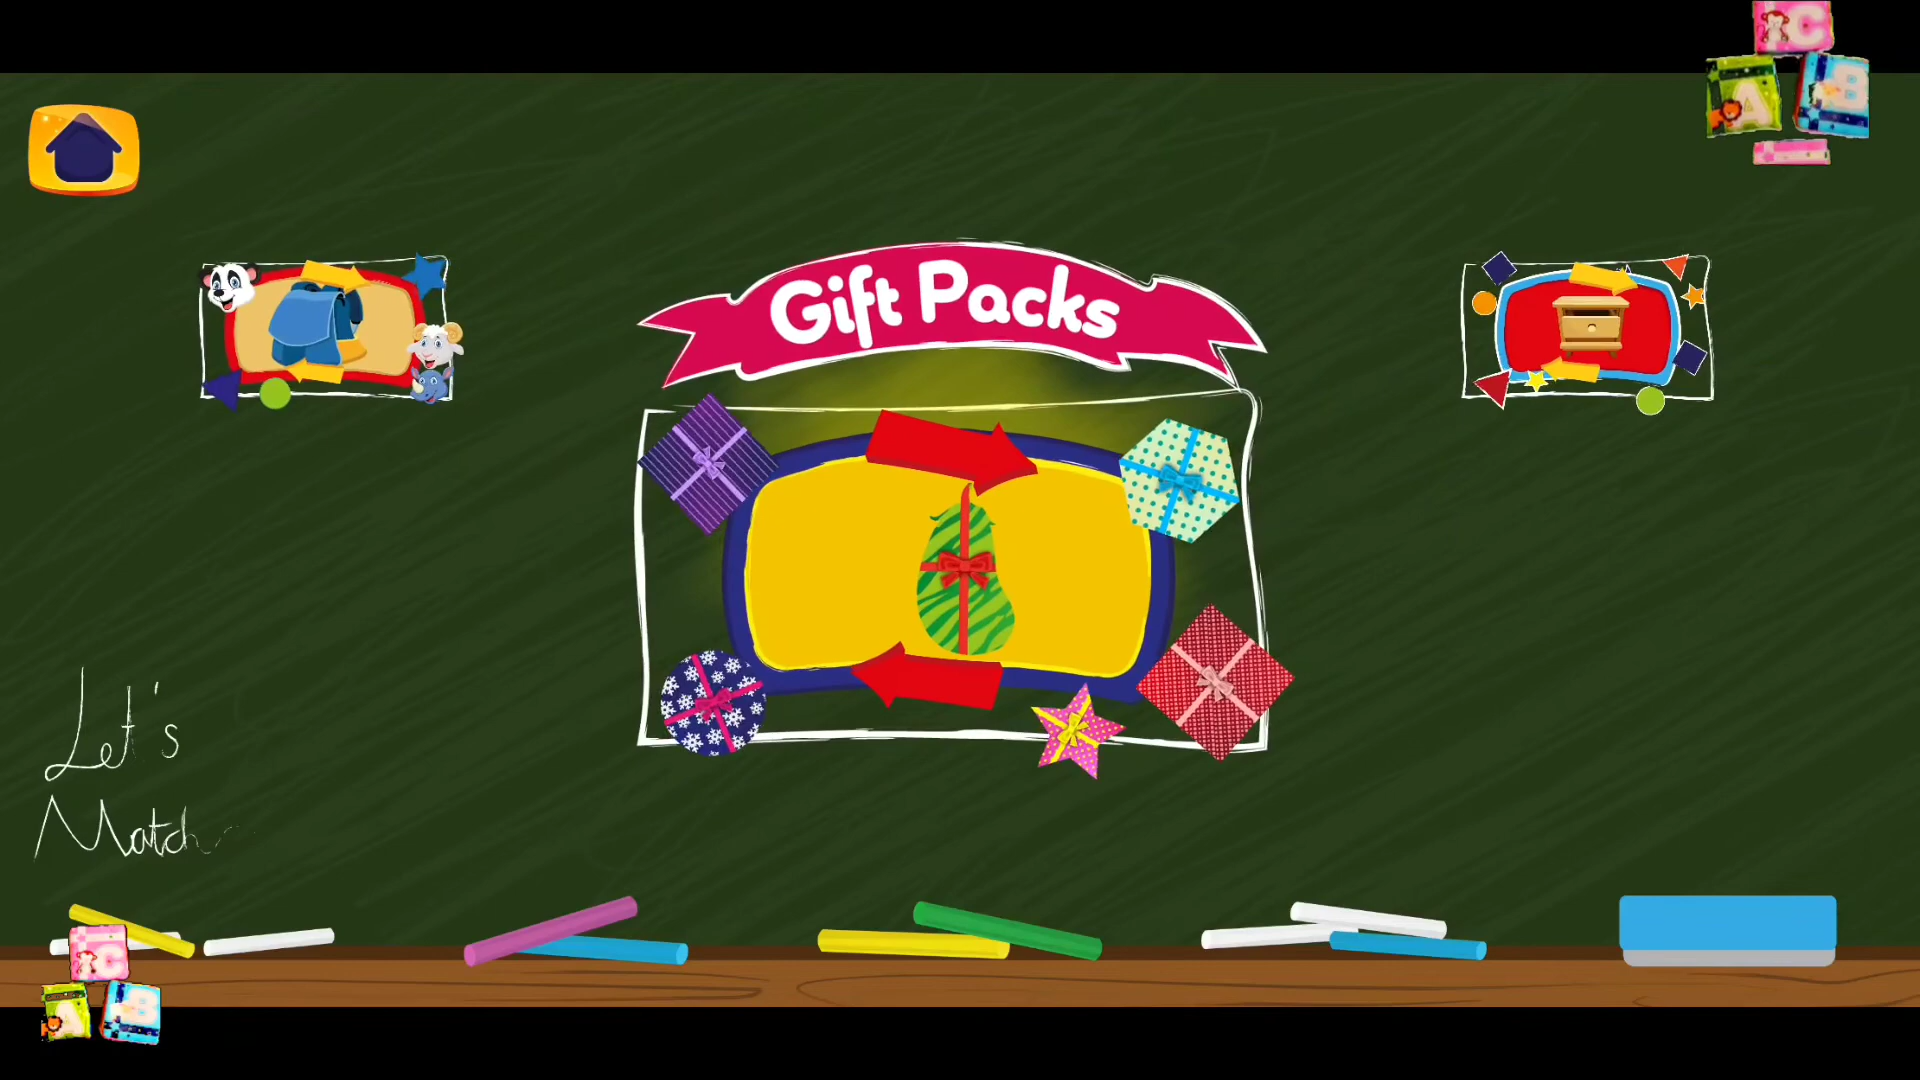 C
A B
Gift Packs
Let's
Match
C
A B